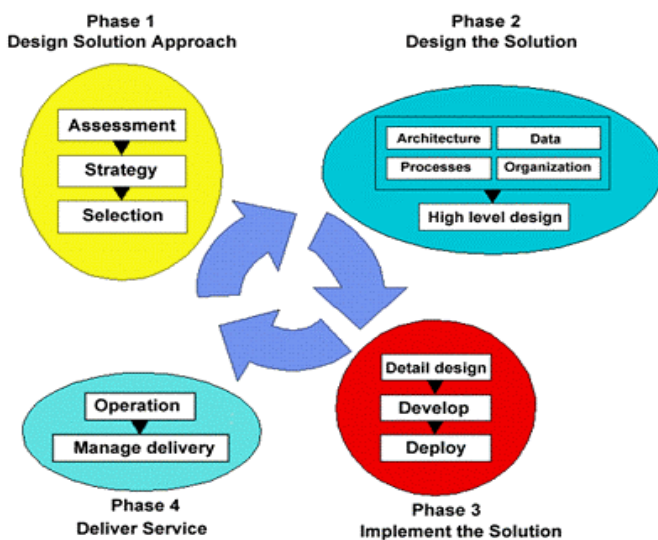 Phase 1
Design Solution Approach
Assessment
Strategy
Selection
Phase 2
Design the Solution
Architecture
Data
Processes
Organization
High level design
Detail design
Develop
Deploy
Phase 3
Implement the Solution
Operation
Manage delivery
Phase 4
Deliver Service